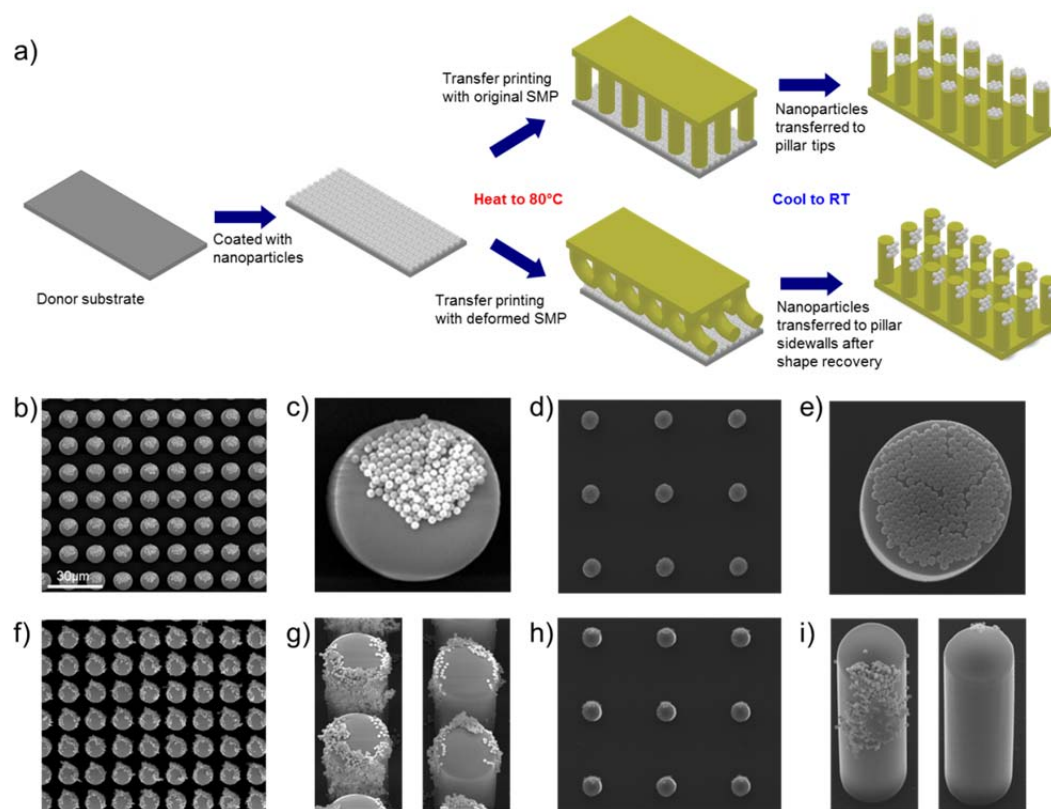 a)
Transfer printing
with original SMP
Nanoparticles
transferred to
pillar tips
Heat to 80°C
Cool to RT
Coated with
nanoparticles
Donor substrate
Transfer printing
with deformed SMP
Nanoparticles
transferred to pillar
sidewalls after
shape recovery
b)
30μm
c)
d)
e)
f)
g)
h)
i)